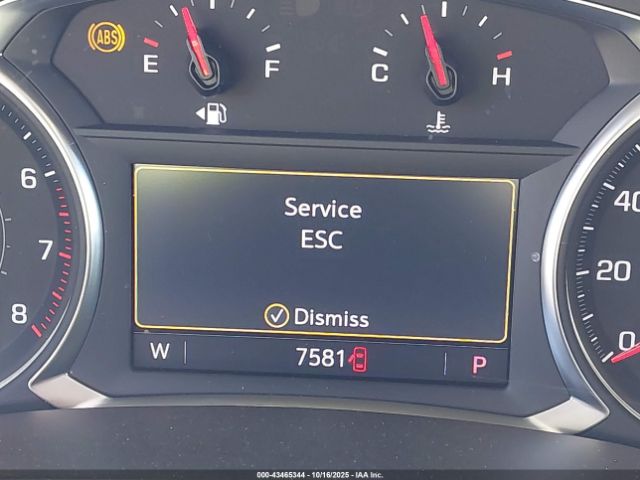 ABS
E F
C H
6
7
8
40
20
0
Service
ESC
Dismiss
W 7581 P
000-43465344 - 10/16/2025 - IAA Inc.